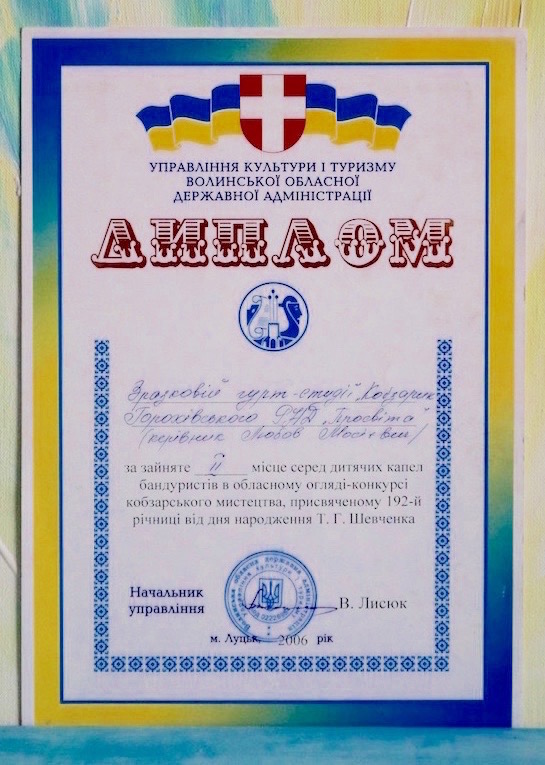 УПРАВЛІННЯ КУЛЬТУРИ І ТУРИЗМУ
ВОЛИНСЬКОЇ ОБЛАСНОЇ
ДЕРЖАВНОЇ АДМІНІСТРАЦІЇ
ДИПЛОМ
Зразковій гурт-студії "Кобзарик"
Горохівського РНД "Просвіта"
/керівник Любов
за зайняте II місце серед дитячих капел
бандуристів в обласному огляді-конкурсі
кобзарського мистецтва, присвяченому 192-й
річниці від дня народження Т. Г. Шевченка
Начальник
управління В. Лисюк
м. Луцьк, 2006 рік